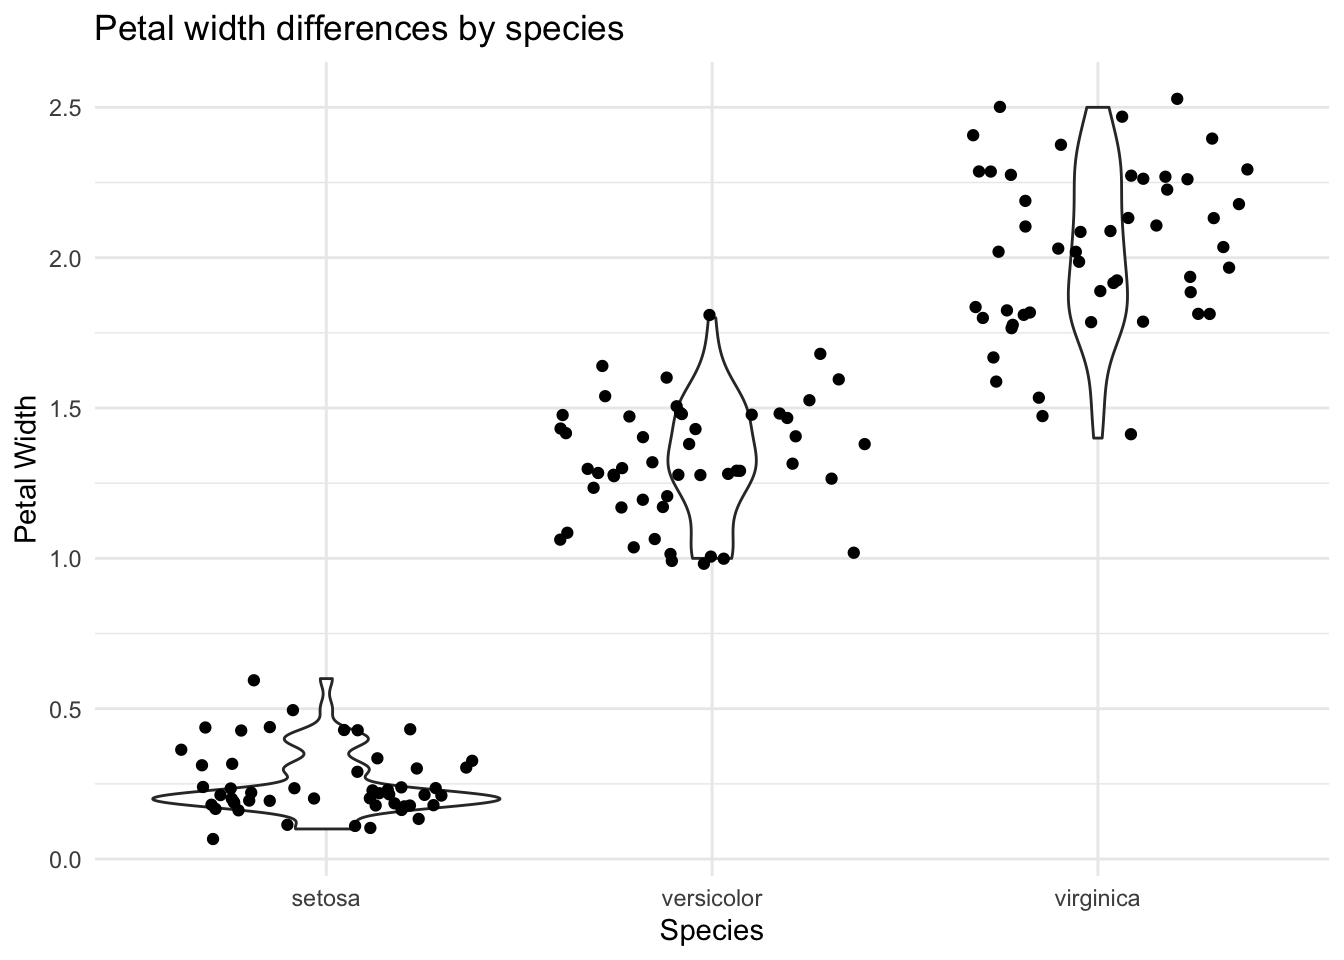 Petal width differences by species
Petal Width
2.5
2.0
1.5
1.0
0.5
0.0
setosa versicolor virginica
Species